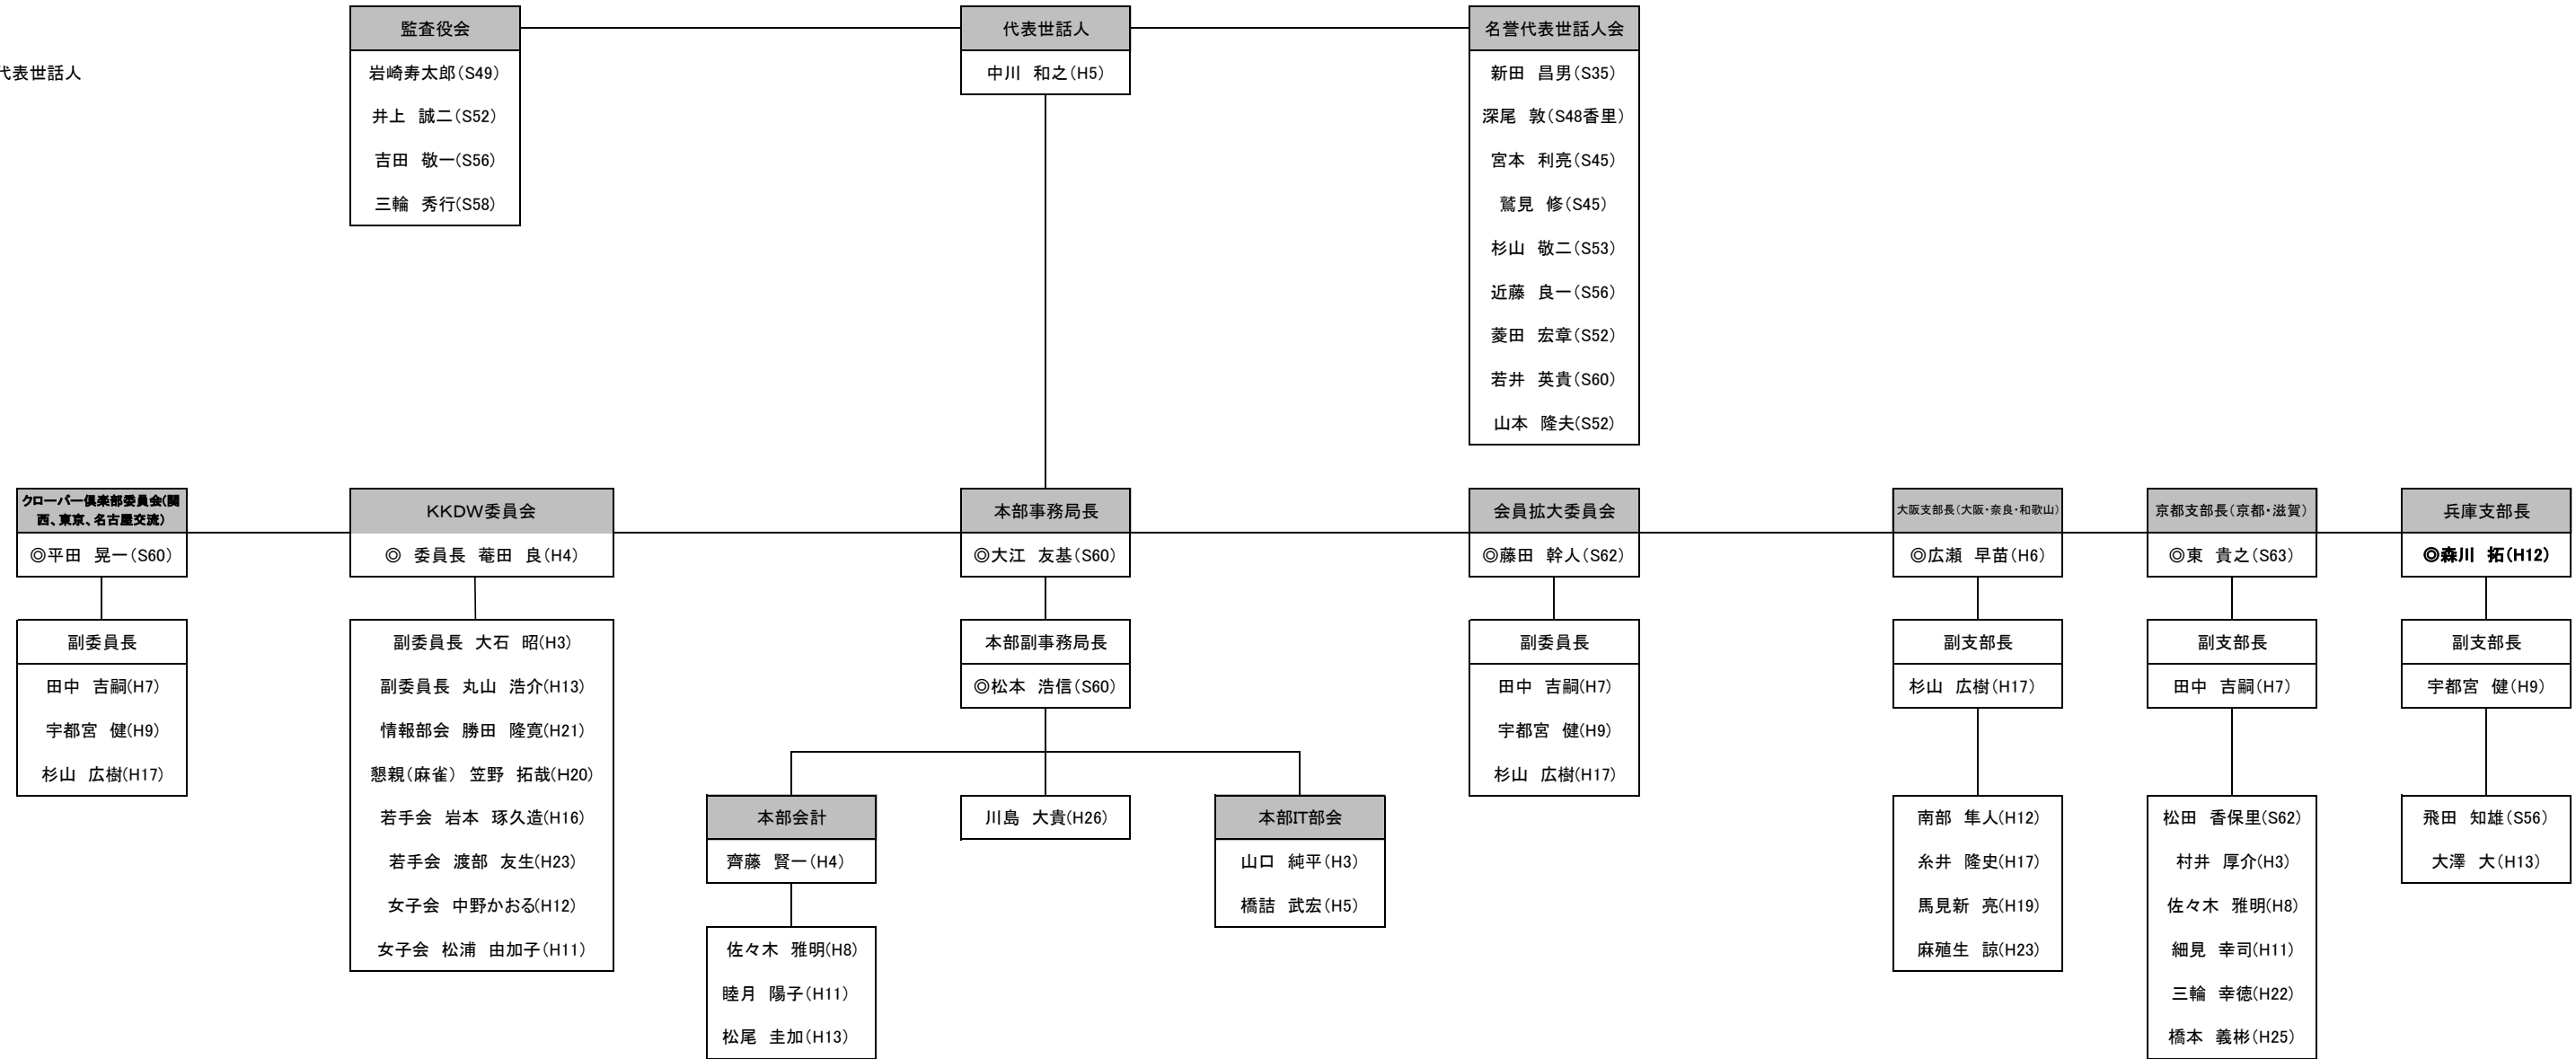 監査役会
岩崎寿太郎(S49)
井上 誠二(S52)
吉田 敬一(S56)
三輪 秀行(S58)
代表世話人
中川 和之(H5)
名誉代表世話人会
新田 昌男(S35)
深尾 敦(S48香里)
宮本 利亮(S45)
鷲見 修(S45)
杉山 敬二(S53)
近藤 良一(S56)
菱田 宏章(S52)
若井 英貴(S60)
山本 隆夫(S52)
代表世話人
クローバー倶楽部委員会(関
西、東京、名古屋交流)
◎平田 晃一(S60)
副委員長
田中 吉嗣(H7)
宇都宮 健(H9)
杉山 広樹(H17)
KKDW委員会
◎ 委員長 菴田 良(H4)
副委員長 大石 昭(H3)
副委員長 丸山 浩介(H13)
情報部会 勝田 隆寛(H21)
懇親(麻雀) 笠野 拓哉(H20)
若手会 岩本 琢久造(H16)
若手会 渡部 友生(H23)
女子会 中野かおる(H12)
女子会 松浦 由加子(H11)
本部事務局長
◎大江 友基(S60)
本部副事務局長
◎松本 浩信(S60)
本部会計
齊藤 賢一(H4)
佐々木 雅明(H8)
睦月 陽子(H11)
松尾 圭加(H13)
川島 大貴(H26)
本部IT部会
山口 純平(H3)
橋詰 武宏(H5)
会員拡大委員会
◎藤田 幹人(S62)
副委員長
田中 吉嗣(H7)
宇都宮 健(H9)
杉山 広樹(H17)
大阪支部長(大阪・奈良・和歌山)
◎広瀬 早苗(H6)
副支部長
杉山 広樹(H17)
南部 隼人(H12)
糸井 隆史(H17)
馬見新 亮(H19)
麻殖生 諒(H23)
京都支部長(京都・滋賀)
◎東 貴之(S63)
副支部長
田中 吉嗣(H7)
松田 香保里(S62)
村井 厚介(H3)
佐々木 雅明(H8)
細見 幸司(H11)
三輪 幸徳(H22)
橋本 義彬(H25)
兵庫支部長
◎森川 拓(H12)
副支部長
宇都宮 健(H9)
飛田 知雄(S56)
大澤 大(H13)